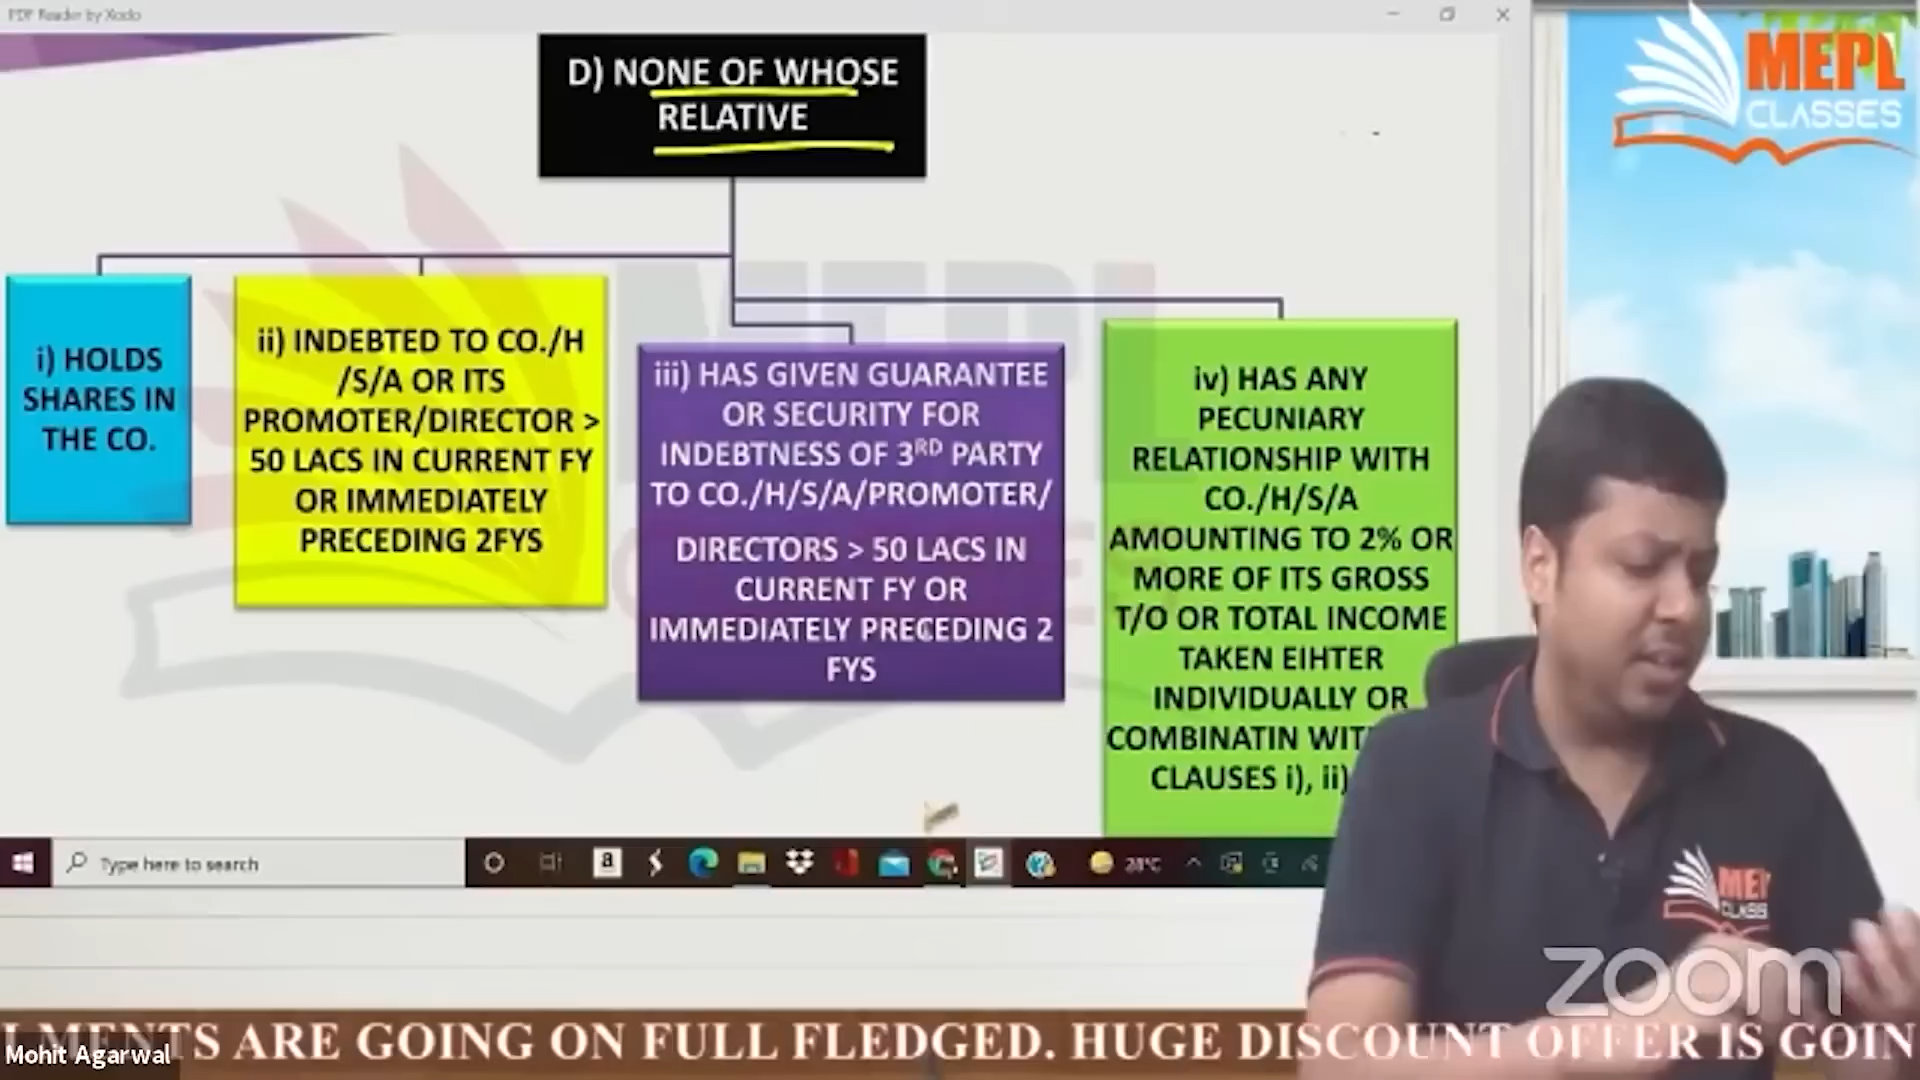 PDF Reader by Xodo
MEPL
CLASSES
D) NONE OF WHOSE
RELATIVE
i) HOLDS
SHARES IN
THE CO.
ii) INDEBTED TO CO./H
/S/A OR ITS
PROMOTER/DIRECTOR >
50 LACS IN CURRENT FY
OR IMMEDIATELY
PRECEDING 2FYS
iii) HAS GIVEN GUARANTEE
OR SECURITY FOR
INDEBTNESS OF 3RD PARTY
TO CO./H/S/A/PROMOTER/
DIRECTORS > 50 LACS IN
CURRENT FY OR
IMMEDIATELY PRECEDING 2
FYS
iv) HAS ANY
PECUNIARY
RELATIONSHIP WITH
CO./H/S/A
AMOUNTING TO 2% OR
MORE OF ITS GROSS
T/O OR TOTAL INCOME
TAKEN EIHTER
INDIVIDUALLY OR
COMBINATIN WIT
CLAUSES i), ii)
Type here to search
28°C
MEP
CLASS
zoom
LMENTS ARE GOING ON FULL FLEDGED. HUGE DISCOUNT OFFER IS GOIN
Mohit Agarwal